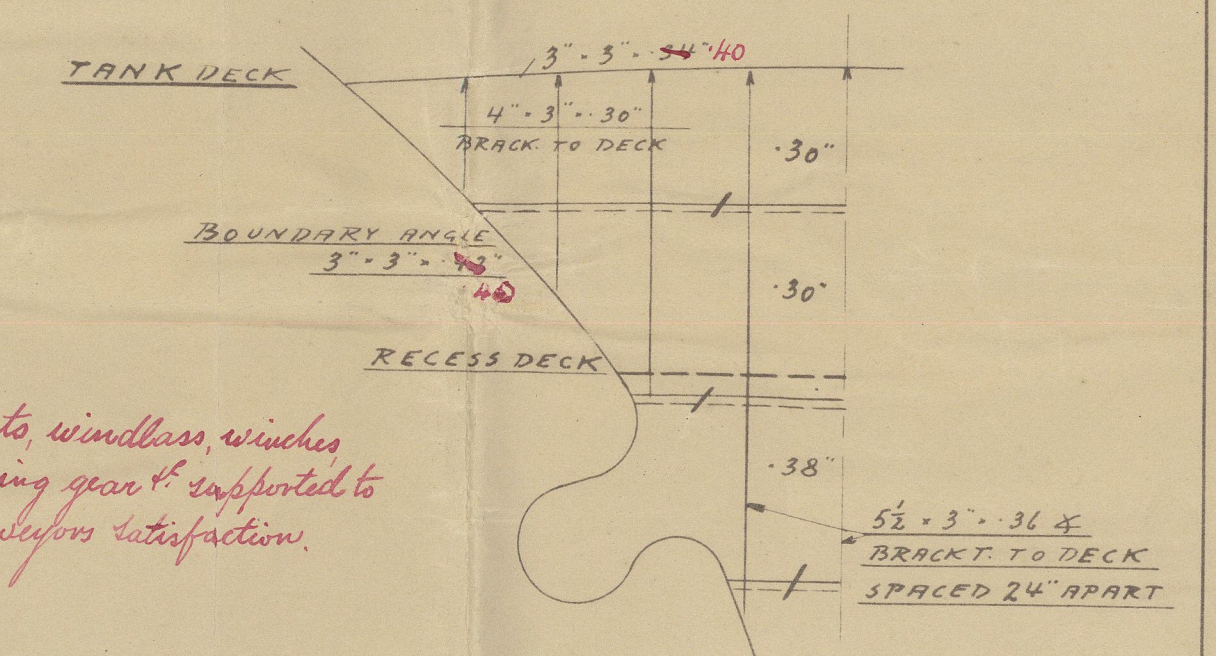 3" × 3" × ·34" ·40
TANK DECK
4" × 3" × ·30"
BRACK. TO DECK
·30"
BOUNDARY ANGLE
3" × 3" × ·42"
40
·30"
RECESS DECK
ts, windlass, winches,
ing gear &c supported to
veyors satisfaction.
·38"
5½ × 3" × ·36 ∡
BRACKT. TO DECK
SPACED 24" APART